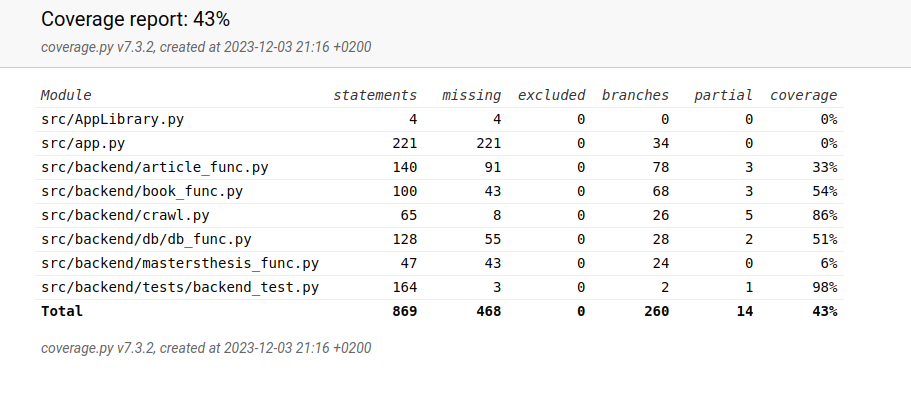 Coverage report: 43%
coverage.py v7.3.2, created at 2023-12-03 21:16 +0200
Module statements missing excluded branches partial coverage
src/AppLibrary.py 4 4 0 0 0 0%
src/app.py 221 221 0 34 0 0%
src/backend/article_func.py 140 91 0 78 3 33%
src/backend/book_func.py 100 43 0 68 3 54%
src/backend/crawl.py 65 8 0 26 5 86%
src/backend/db/db_func.py 128 55 0 28 2 51%
src/backend/mastersthesis_func.py 47 43 0 24 0 6%
src/backend/tests/backend_test.py 164 3 0 2 1 98%
Total 869 468 0 260 14 43%
coverage.py v7.3.2, created at 2023-12-03 21:16 +0200